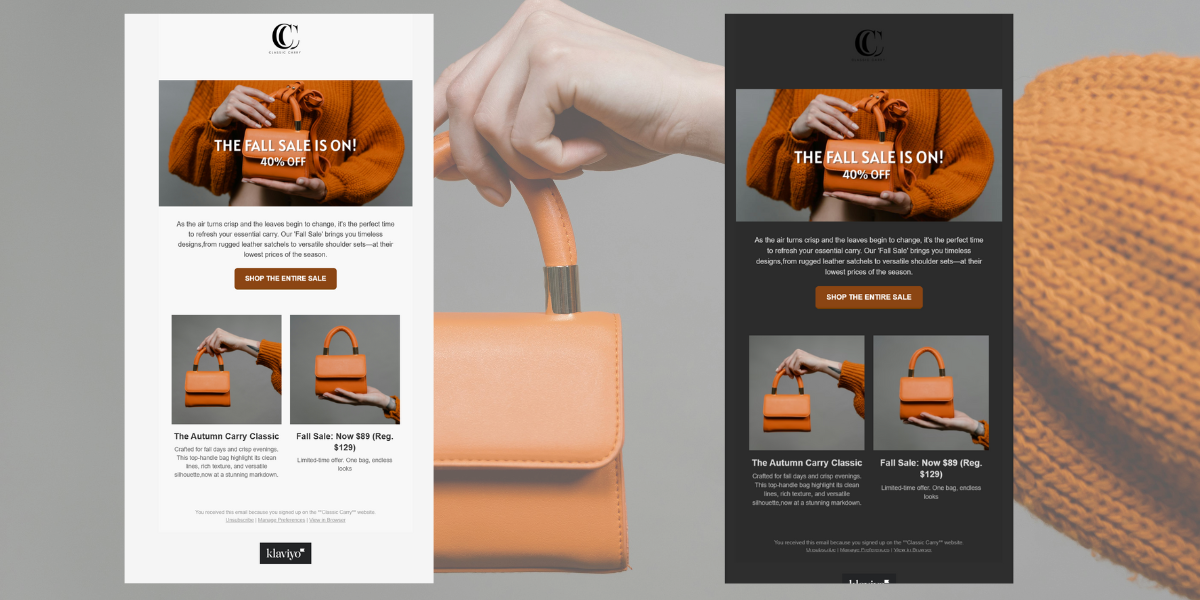 CC
CLASSIC CARRY
THE FALL SALE IS ON!
40% OFF
As the air turns crisp and the leaves begin to change, it's the perfect time
to refresh your essential carry. Our 'Fall Sale' brings you timeless
designs,from rugged leather satchels to versatile shoulder sets—at their
lowest prices of the season.
SHOP THE ENTIRE SALE
The Autumn Carry Classic
Crafted for fall days and crisp evenings.
This top-handle bag highlight its clean
lines, rich texture, and versatile
silhouette,now at a stunning markdown.
Fall Sale: Now $89 (Reg.
$129)
Limited-time offer. One bag, endless
looks
You received this email because you signed up on the **Classic Carry** website.
Unsubscribe | Manage Preferences | View in Browser
klaviyo
CC
CLASSIC CARRY
THE FALL SALE IS ON!
40% OFF
As the air turns crisp and the leaves begin to change, it's the perfect time
to refresh your essential carry. Our 'Fall Sale' brings you timeless
designs,from rugged leather satchels to versatile shoulder sets—at their
lowest prices of the season.
SHOP THE ENTIRE SALE
The Autumn Carry Classic
Crafted for fall days and crisp evenings.
This top-handle bag highlight its clean
lines, rich texture, and versatile
silhouette,now at a stunning markdown.
Fall Sale: Now $89 (Reg.
$129)
Limited-time offer. One bag, endless
looks
You received this email because you signed up on the **Classic Carry** website.
Unsubscribe | Manage Preferences | View in Browser
klaviyo